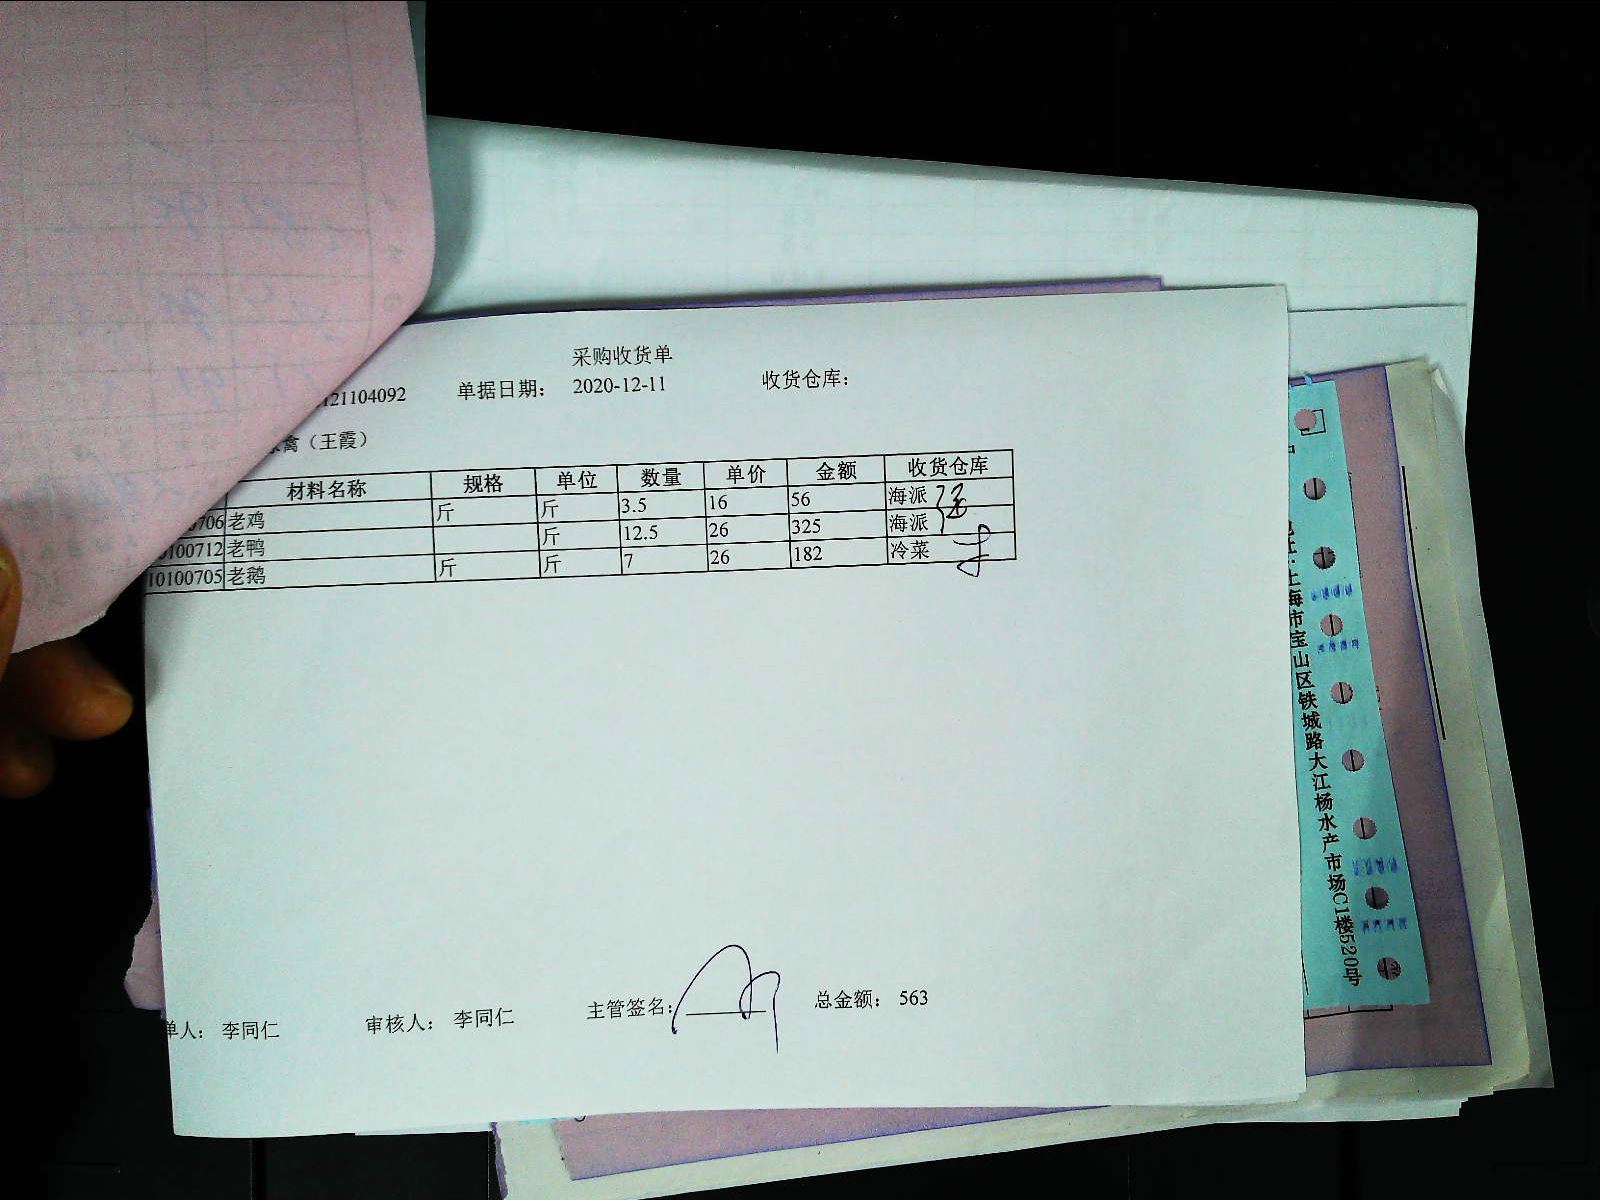 采购收货单
121104092 单据日期: 2020-12-11 收货仓库:
禽（王霞）
材料名称 规格 单位 数量 单价 金额 收货仓库
706 老鸡 斤 斤 3.5 16 56 海派
0100712 老鸭 斤 12.5 26 325 海派
10100705 老鹅 斤 斤 7 26 182 冷菜
单人: 李同仁 审核人: 李同仁 主管签名: 总金额: 563
上海市宝山区铁城路大江杨水产市场C1楼520号